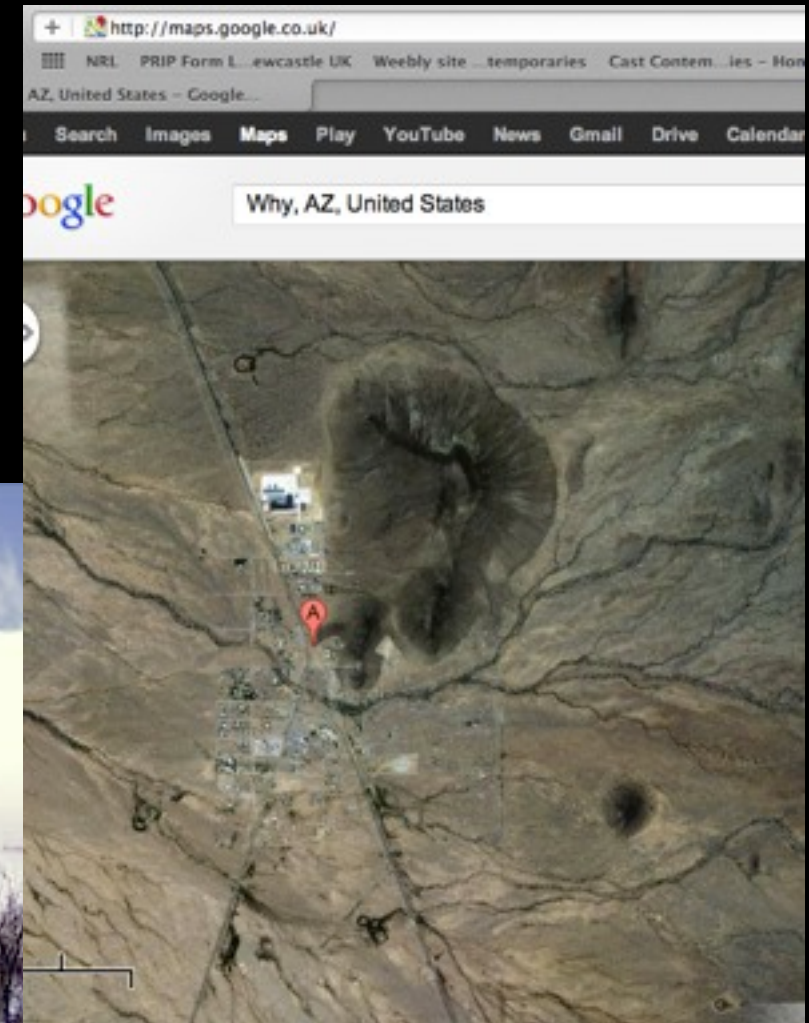 http://maps.google.co.uk/
NRL PRIP Form L...ewcastle UK Weebly site ...temporaries Cast Contem...ies – Hon
AZ, United States – Google...
Search Images Maps Play YouTube News Gmail Drive Calendar
oogle Why, AZ, United States
A